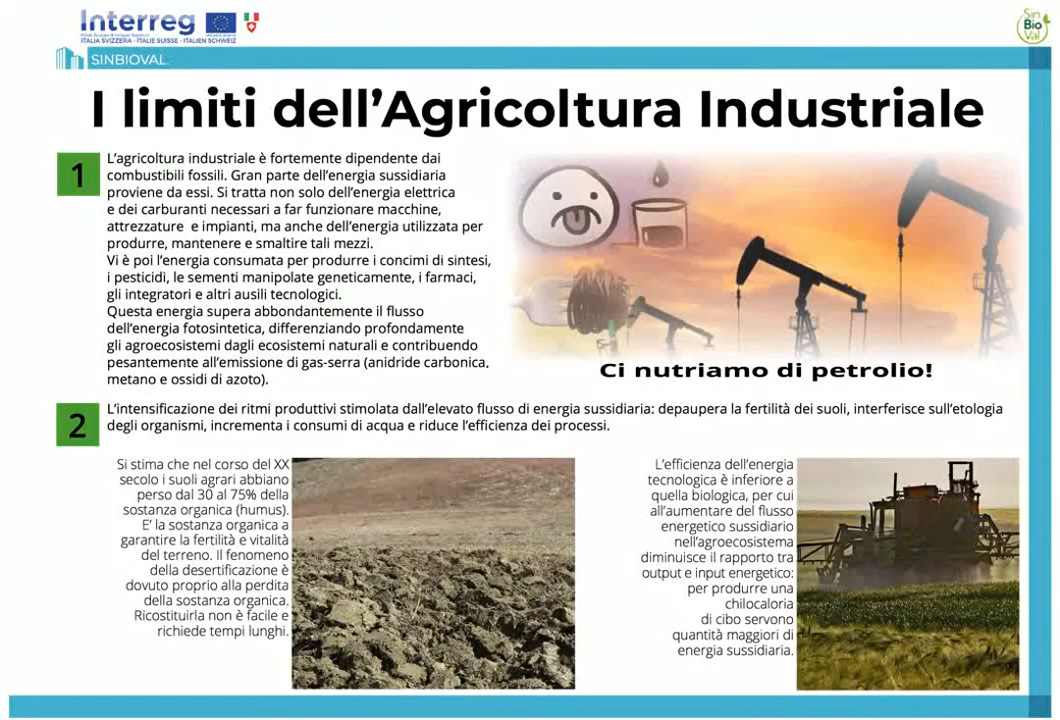 Interreg
ITALIA SVIZZERA - ITALIE SUISSE - ITALIEN SCHWEIZ
Sin
Bio
Val
SINBIOVAL
I limiti dell'Agricoltura Industriale
1
L'agricoltura industriale è fortemente dipendente dai
combustibili fossili. Gran parte dell'energia sussidiaria
proviene da essi. Si tratta non solo dell'energia elettrica
e dei carburanti necessari a far funzionare macchine,
attrezzature e impianti, ma anche dell'energia utilizzata per
produrre, mantenere e smaltire tali mezzi.
Vi è poi l'energia consumata per produrre i concimi di sintesi,
i pesticidi, le sementi manipolate geneticamente, i farmaci,
gli integratori e altri ausili tecnologici.
Questa energia supera abbondantemente il flusso
dell'energia fotosintetica, differenziando profondamente
gli agroecosistemi dagli ecosistemi naturali e contribuendo
pesantemente all'emissione di gas-serra (anidride carbonica,
metano e ossidi di azoto).
Ci nutriamo di petrolio!
2
L'intensificazione dei ritmi produttivi stimolata dall'elevato flusso di energia sussidiaria: depaupera la fertilità dei suoli, interferisce sull'etologia
degli organismi, incrementa i consumi di acqua e riduce l'efficienza dei processi.
Si stima che nel corso del XX
secolo i suoli agrari abbiano
perso dal 30 al 75% della
sostanza organica (humus).
E' la sostanza organica a
garantire la fertilità e vitalità
del terreno. Il fenomeno
della desertificazione è
dovuto proprio alla perdita
della sostanza organica.
Ricostituirla non è facile e
richiede tempi lunghi.
L'efficienza dell'energia
tecnologica è inferiore a
quella biologica, per cui
all'aumentare del flusso
energetico sussidiario
nell'agroecosistema
diminuisce il rapporto tra
output e input energetico:
per produrre una
chilocaloria
di cibo servono
quantità maggiori di
energia sussidiaria.